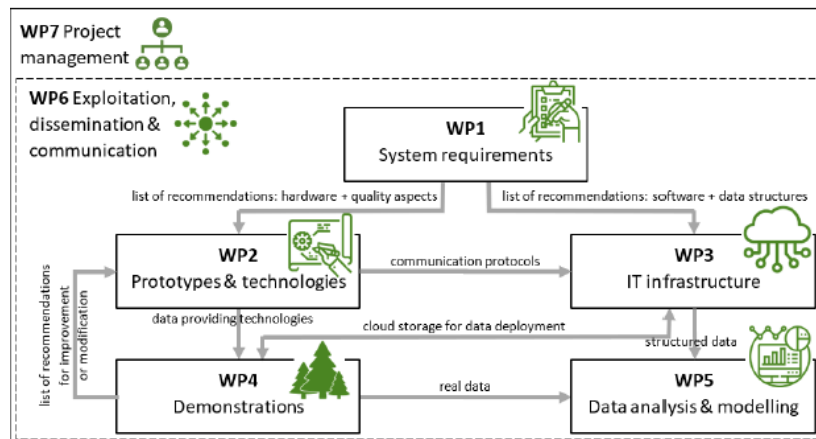 WP7 Project
management
WP6 Exploitation,
dissemination &
communication
WP1
System requirements
list of recommendations: hardware + quality aspects
list of recommendations: software + data structures
WP2
Prototypes & technologies
communication protocols
WP3
IT infrastructure
list of recommendations
for improvement
or modification
data providing technologies
cloud storage for data deployment
structured data
WP4
Demonstrations
real data
WP5
Data analysis & modelling